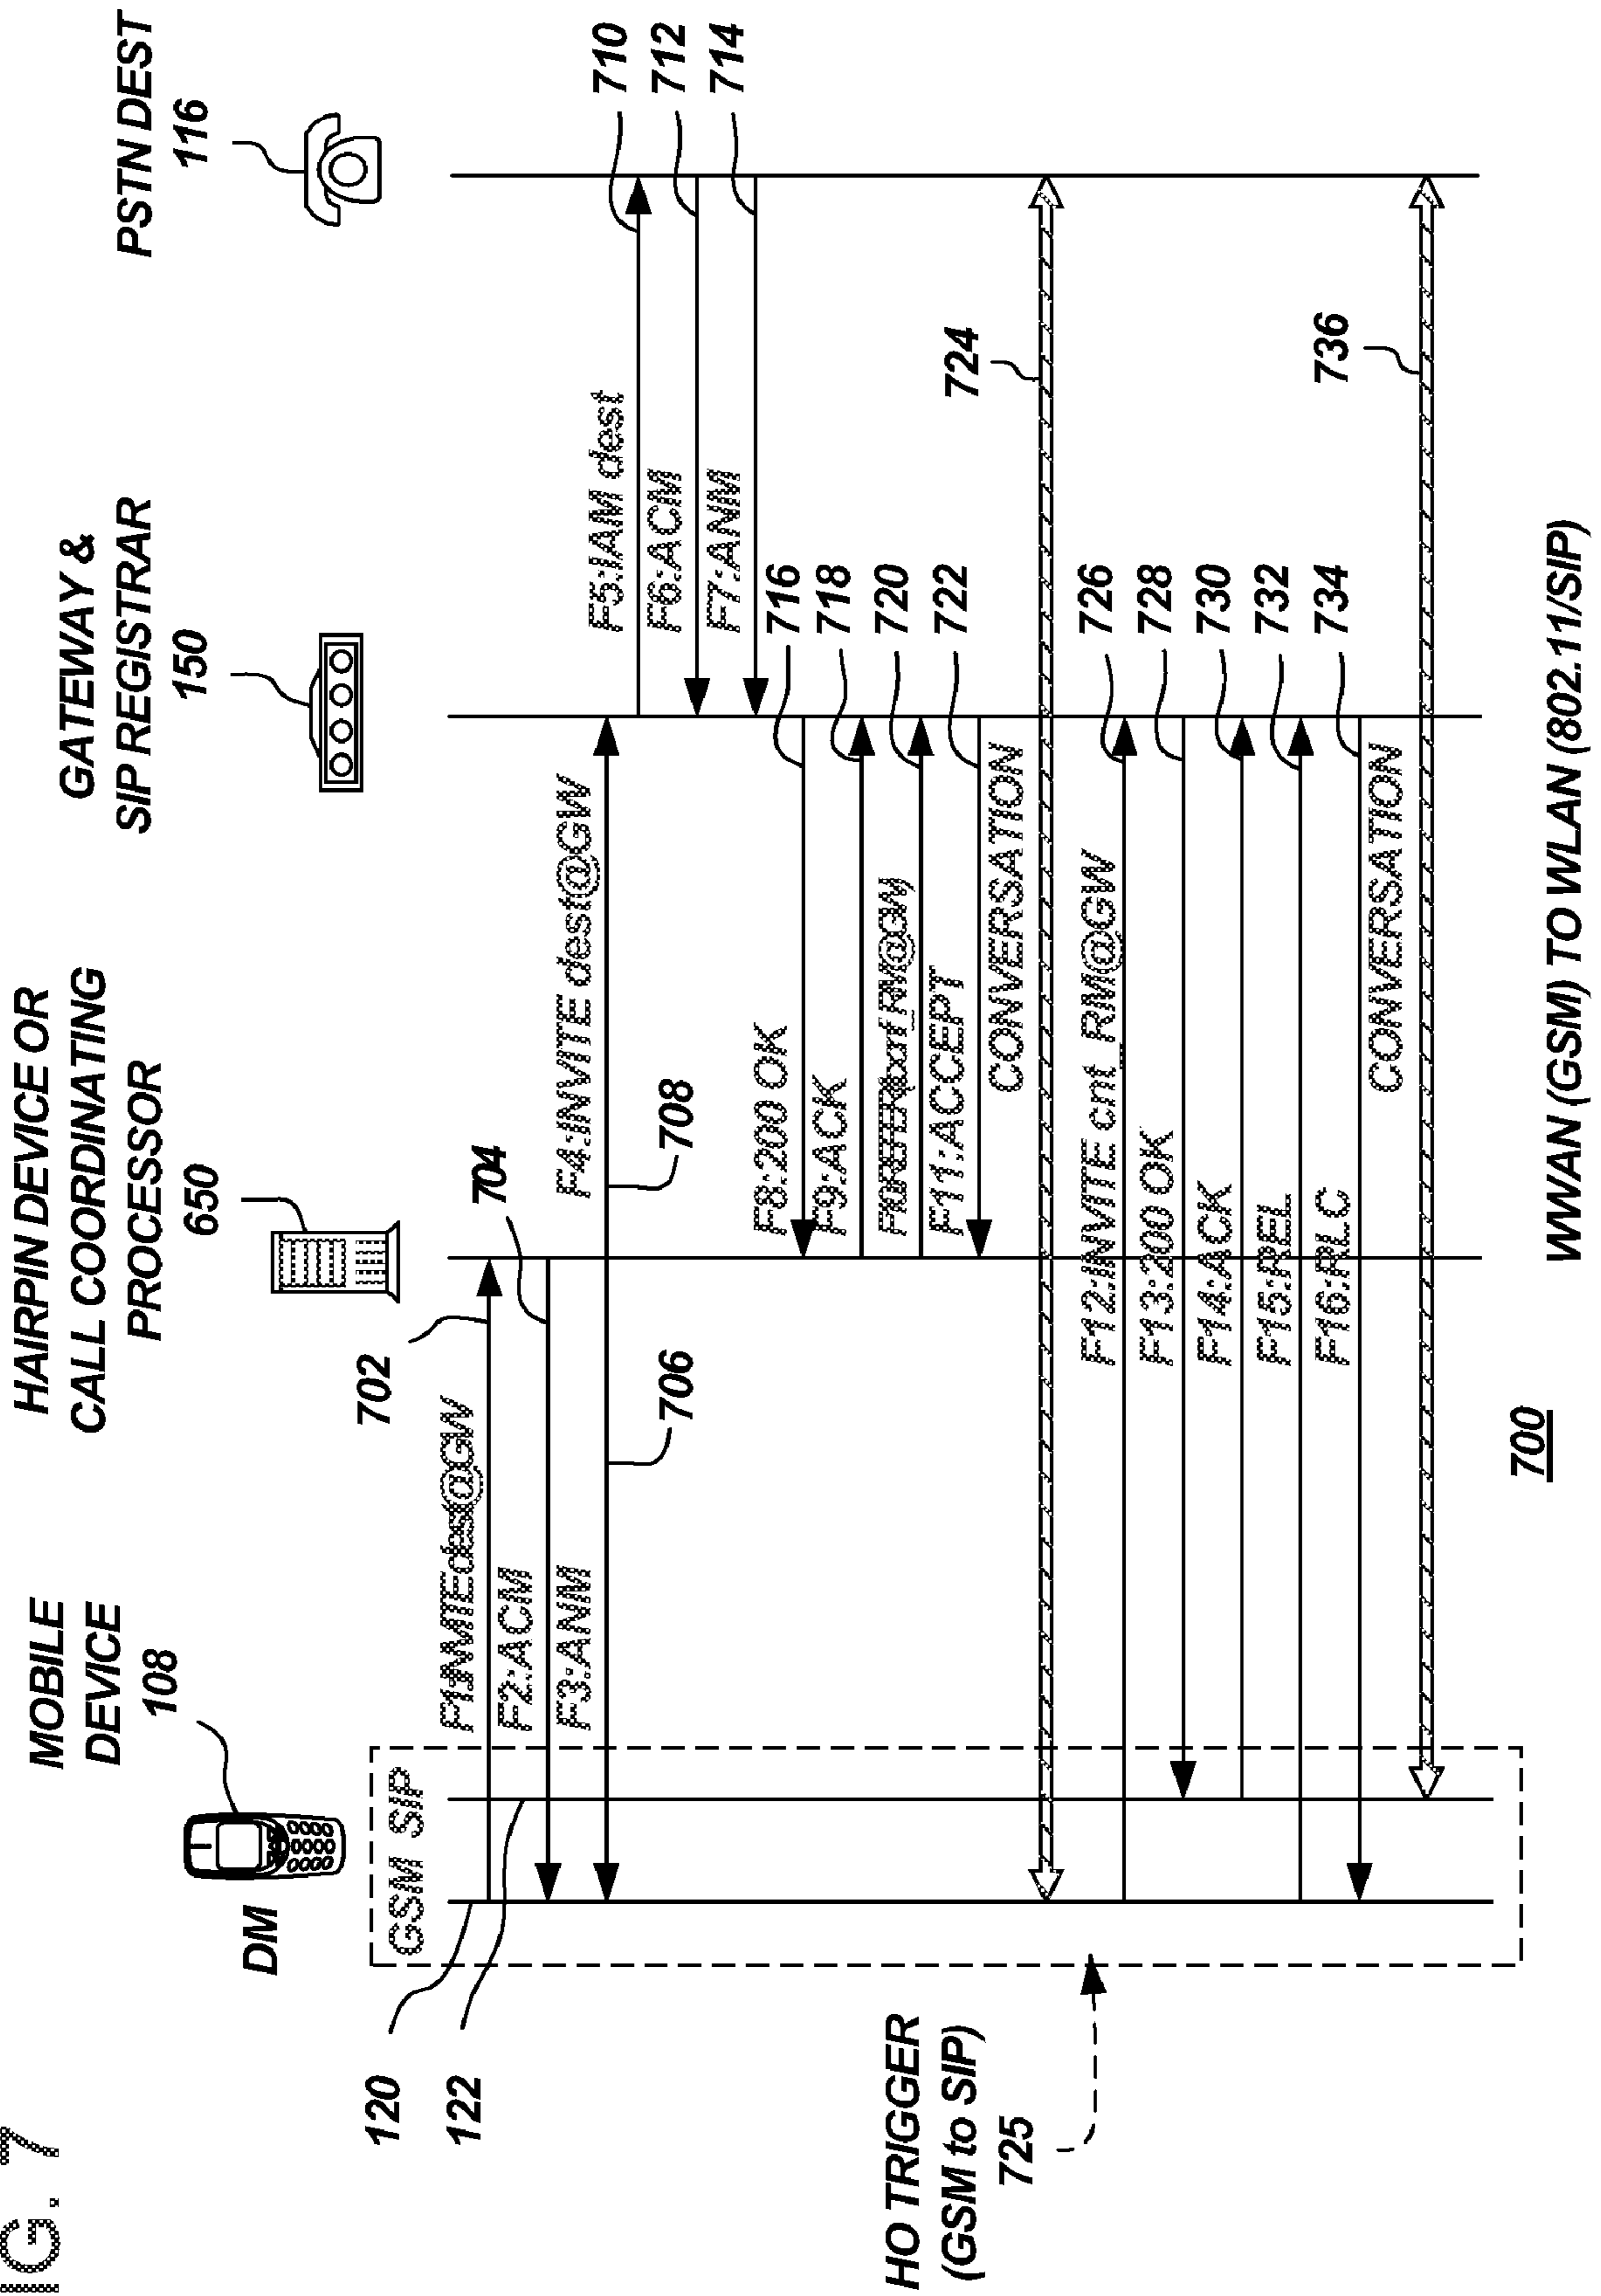 IG. 7
DM
MOBILE
DEVICE
108
HAIRPIN DEVICE OR
CALL COORDINATING
PROCESSOR
650
GATEWAY &
SIP REGISTRAR
150
PSTN DEST
116
120
122
GSM SIP
702
704
F2:ACM
F3:ANM
706
F4:INVITE dest@GW
708
F5:IAM dest
710
F6:ACM
712
F7:ANM
714
F8:200 OK
716
F9:ACK
718
720
F11:ACCEPT
722
CONVERSATION
724
HO TRIGGER
(GSM to SIP)
725
F12:INVITE cnf_RM@GW
726
F13:200 OK
728
F14:ACK
730
F15:REL
732
F16:RLC
734
CONVERSATION
736
700
WWAN (GSM) TO WLAN (802.11/SIP)